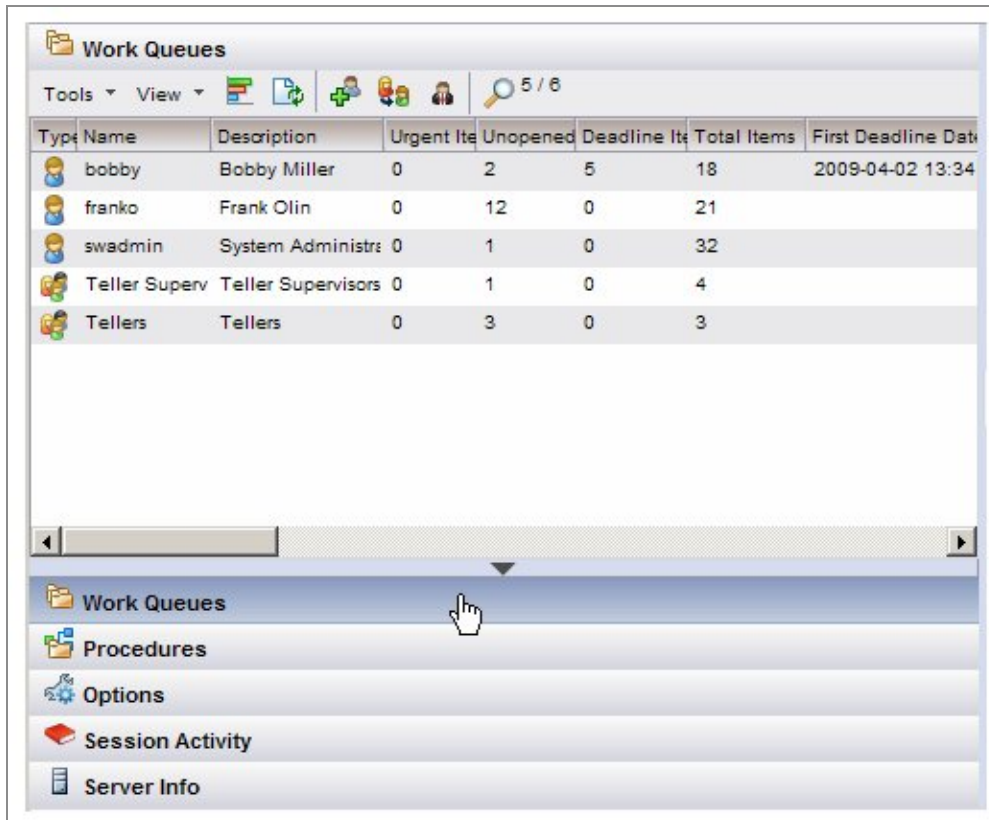 Work Queues
Tools View 5 / 6
Type Name Description Urgent Ite Unopened Deadline Ite Total Items First Deadline Date
bobby Bobby Miller 0 2 5 18 2009-04-02 13:34
franko Frank Olin 0 12 0 21
swadmin System Administra 0 1 0 32
Teller Superv Teller Supervisors 0 1 0 4
Tellers Tellers 0 3 0 3
Work Queues
Procedures
Options
Session Activity
Server Info